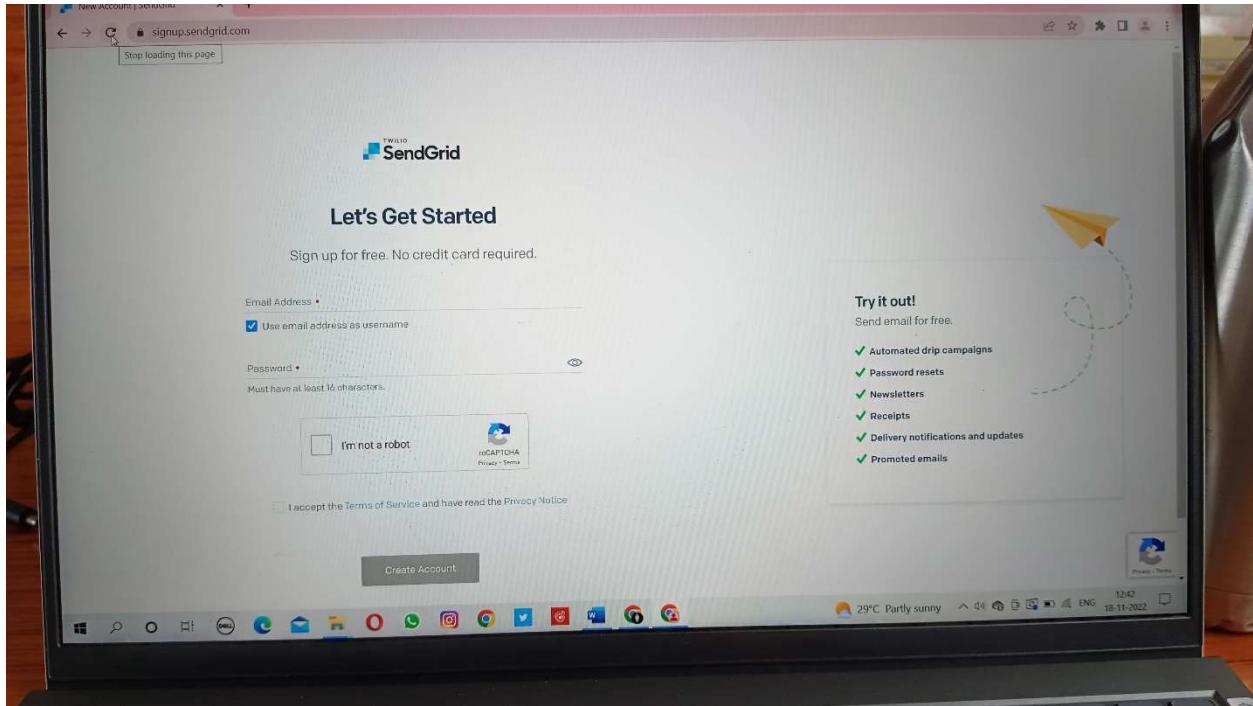 New Account | SendGrid
signup.sendgrid.com
Stop loading this page
TWILIO
SendGrid
Let's Get Started
Sign up for free. No credit card required.
Email Address
Use email address as username
Password
Must have at least 16 characters.
I'm not a robot
reCAPTCHA
Privacy - Terms
I accept the Terms of Service and have read the Privacy Notice
Create Account
Try it out!
Send email for free.
Automated drip campaigns
Password resets
Newsletters
Receipts
Delivery notifications and updates
Promoted emails
Privacy - Terms
DELL
29°C Partly sunny
ENG
12:42
18-11-2022